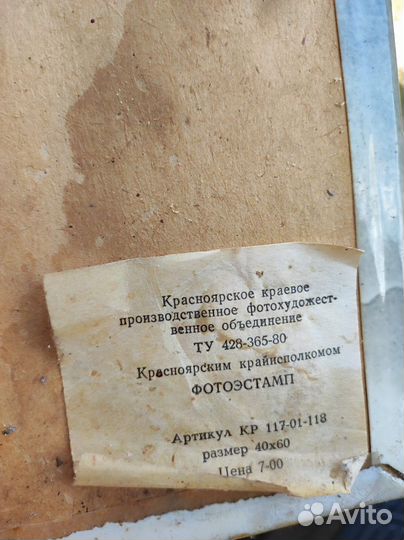 Красноярское краевое
производственное фотохудожест-
венное объединение
ТУ 428-365-80
Красноярским крайисполкомом
ФОТОЭСТАМП
Артикул КР 117-01-118
размер 40х60
Цена 7-00
Avito